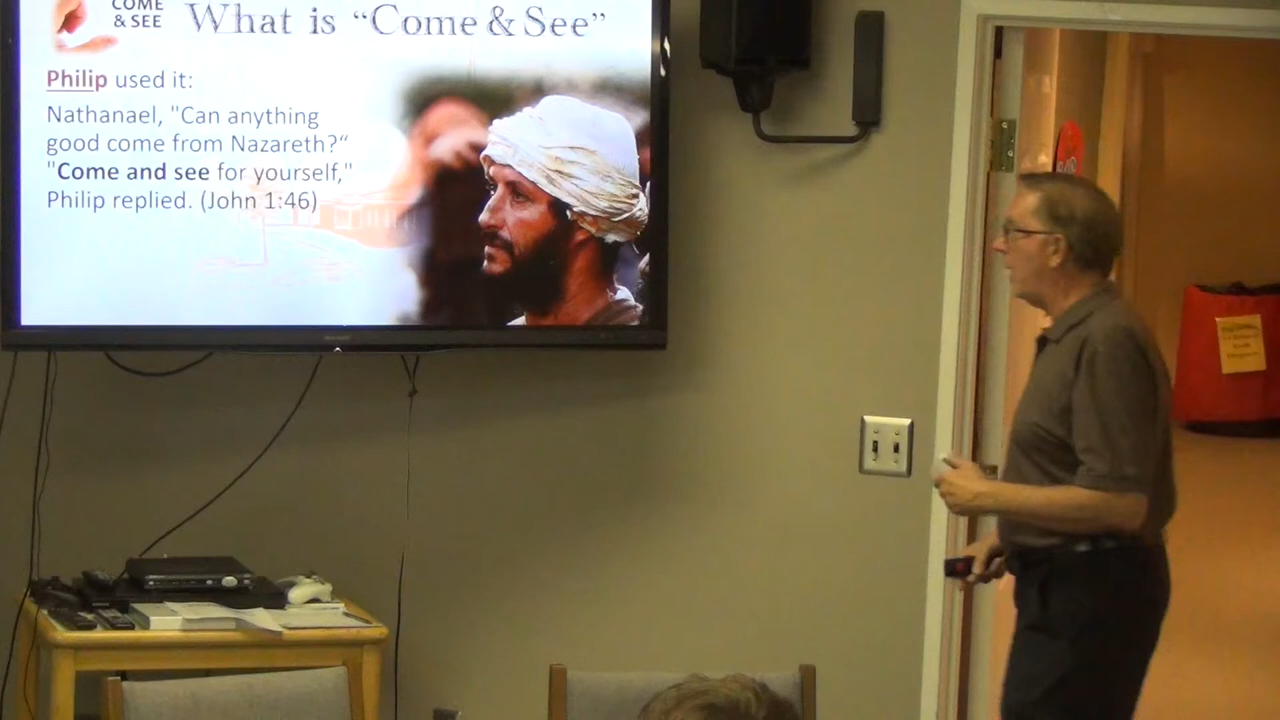 COME
& SEE
What is “Come & See”
Philip used it:
Nathanael, "Can anything
good come from Nazareth?“
"Come and see for yourself,"
Philip replied. (John 1:46)